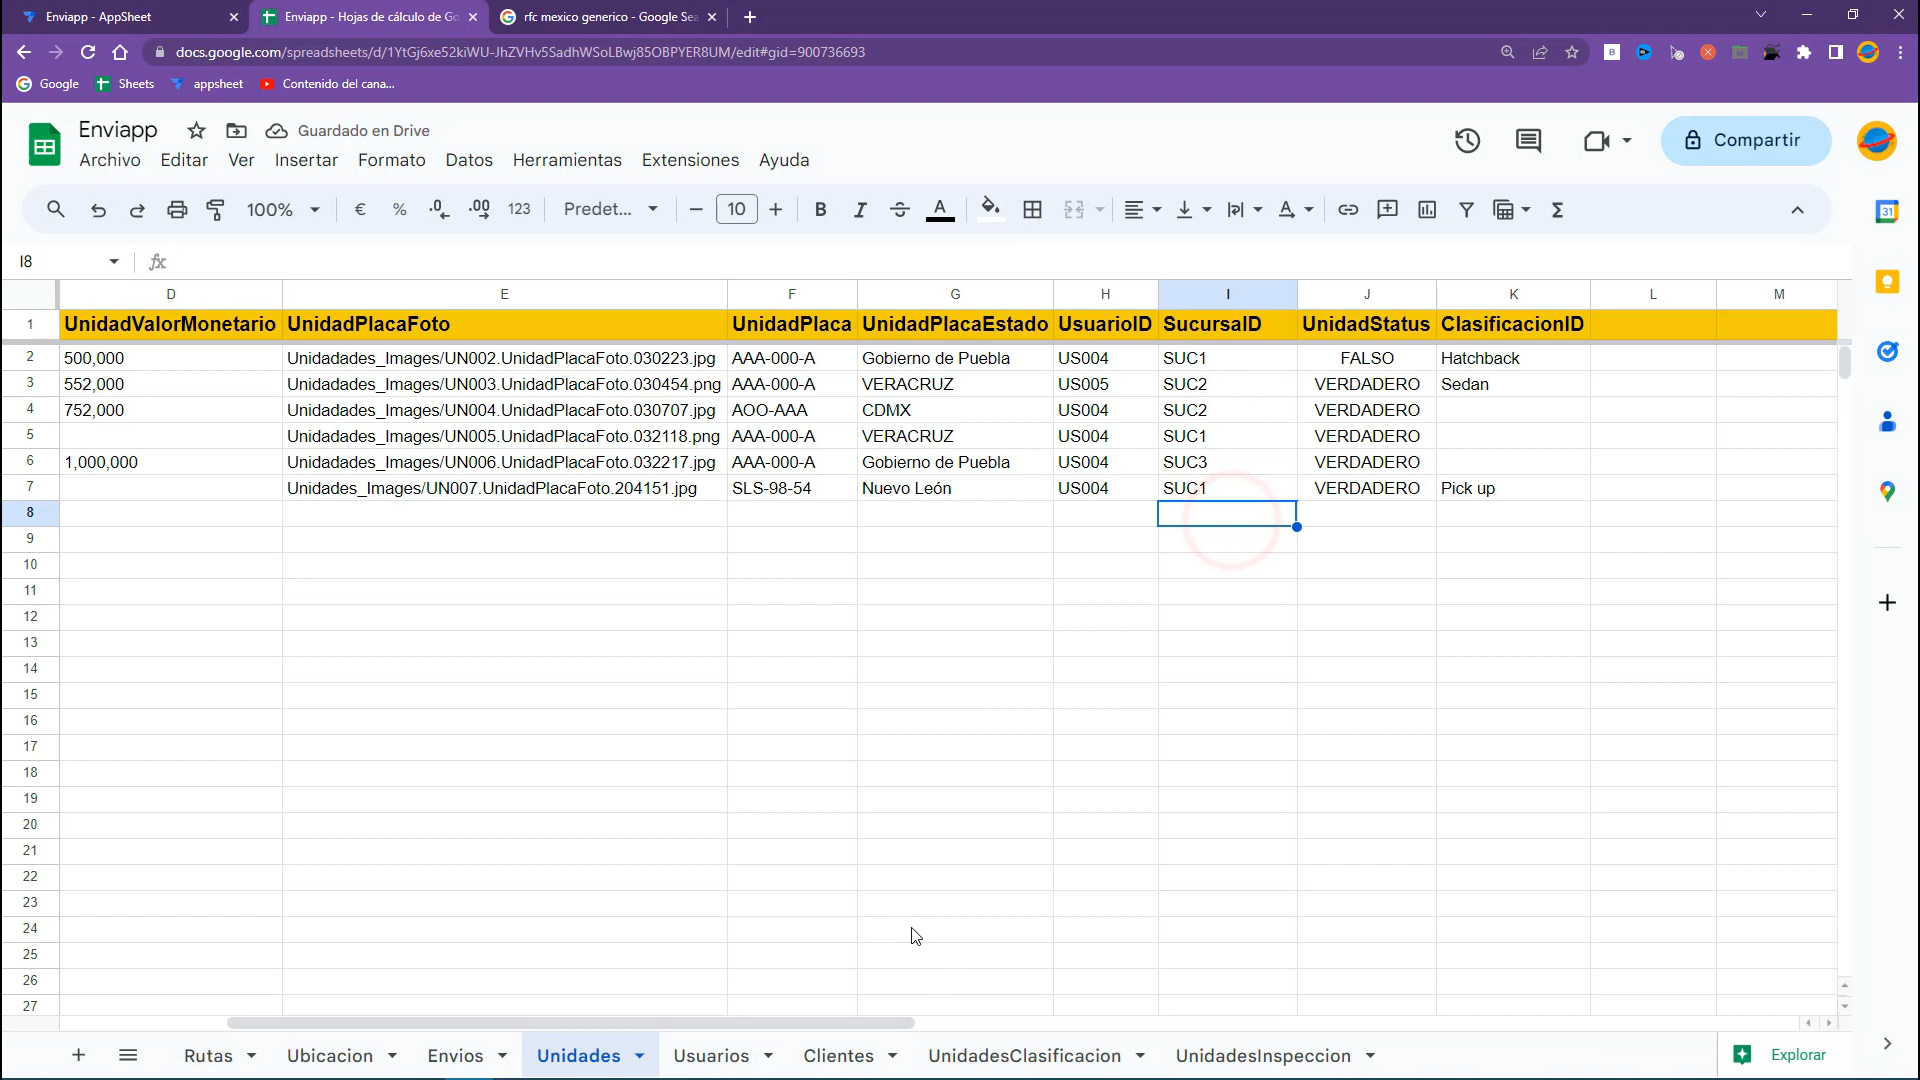 Enviapp - AppSheet
Enviapp - Hojas de cálculo de Go
rfc mexico generico - Google Sea
docs.google.com/spreadsheets/d/1YtGj6xe52kiWU-JhZVHv5SadhWSoLBwj85OBPYER8UM/edit#gid=900736693
Google Sheets appsheet Contenido del cana...
Enviapp Guardado en Drive
Archivo Editar Ver Insertar Formato Datos Herramientas Extensiones Ayuda
Compartir
100% € % .0 .00 123 Predet... 10 B I A Σ
31
I8 fx
D E F G H I J K L M
1 UnidadValorMonetario UnidadPlacaFoto UnidadPlaca UnidadPlacaEstado UsuarioID SucursalD UnidadStatus ClasificacionID
2 500,000 Unidadades_Images/UN002.UnidadPlacaFoto.030223.jpg AAA-000-A Gobierno de Puebla US004 SUC1 FALSO Hatchback
3 552,000 Unidadades_Images/UN003.UnidadPlacaFoto.030454.png AAA-000-A VERACRUZ US005 SUC2 VERDADERO Sedan
4 752,000 Unidadades_Images/UN004.UnidadPlacaFoto.030707.jpg AOO-AAA CDMX US004 SUC2 VERDADERO
5 Unidadades_Images/UN005.UnidadPlacaFoto.032118.png AAA-000-A VERACRUZ US004 SUC1 VERDADERO
6 1,000,000 Unidadades_Images/UN006.UnidadPlacaFoto.032217.jpg AAA-000-A Gobierno de Puebla US004 SUC3 VERDADERO
7 Unidades_Images/UN007.UnidadPlacaFoto.204151.jpg SLS-98-54 Nuevo León US004 SUC1 VERDADERO Pick up
8
9
10
11
12
13
14
15
16
17
18
19
20
21
22
23
24
25
26
27
Rutas Ubicacion Envios Unidades Usuarios Clientes UnidadesClasificacion UnidadesInspeccion Explorar